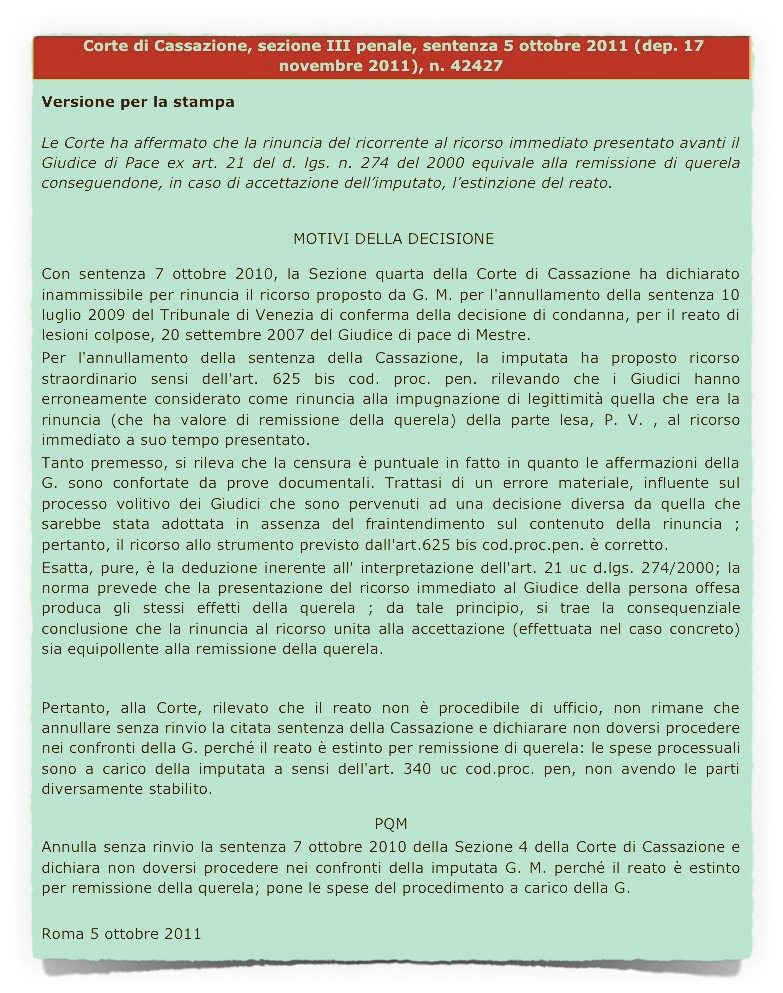 Corte di Cassazione, sezione III penale, sentenza 5 ottobre 2011 (dep. 17
novembre 2011), n. 42427
Versione per la stampa
Le Corte ha affermato che la rinuncia del ricorrente al ricorso immediato presentato avanti il
Giudice di Pace ex art. 21 del d. lgs. n. 274 del 2000 equivale alla remissione di querela
conseguendone, in caso di accettazione dell’imputato, l’estinzione del reato.
MOTIVI DELLA DECISIONE
Con sentenza 7 ottobre 2010, la Sezione quarta della Corte di Cassazione ha dichiarato
inammissibile per rinuncia il ricorso proposto da G. M. per l'annullamento della sentenza 10
luglio 2009 del Tribunale di Venezia di conferma della decisione di condanna, per il reato di
lesioni colpose, 20 settembre 2007 del Giudice di pace di Mestre.
Per l'annullamento della sentenza della Cassazione, la imputata ha proposto ricorso
straordinario sensi dell'art. 625 bis cod. proc. pen. rilevando che i Giudici hanno
erroneamente considerato come rinuncia alla impugnazione di legittimità quella che era la
rinuncia (che ha valore di remissione della querela) della parte lesa, P. V. , al ricorso
immediato a suo tempo presentato.
Tanto premesso, si rileva che la censura è puntuale in fatto in quanto le affermazioni della
G. sono confortate da prove documentali. Trattasi di un errore materiale, influente sul
processo volitivo dei Giudici che sono pervenuti ad una decisione diversa da quella che
sarebbe stata adottata in assenza del fraintendimento sul contenuto della rinuncia ;
pertanto, il ricorso allo strumento previsto dall'art.625 bis cod.proc.pen. è corretto.
Esatta, pure, è la deduzione inerente all' interpretazione dell'art. 21 uc d.lgs. 274/2000; la
norma prevede che la presentazione del ricorso immediato al Giudice della persona offesa
produca gli stessi effetti della querela ; da tale principio, si trae la consequenziale
conclusione che la rinuncia al ricorso unita alla accettazione (effettuata nel caso concreto)
sia equipollente alla remissione della querela.
Pertanto, alla Corte, rilevato che il reato non è procedibile di ufficio, non rimane che
annullare senza rinvio la citata sentenza della Cassazione e dichiarare non doversi procedere
nei confronti della G. perché il reato è estinto per remissione di querela: le spese processuali
sono a carico della imputata a sensi dell'art. 340 uc cod.proc. pen, non avendo le parti
diversamente stabilito.
PQM
Annulla senza rinvio la sentenza 7 ottobre 2010 della Sezione 4 della Corte di Cassazione e
dichiara non doversi procedere nei confronti della imputata G. M. perché il reato è estinto
per remissione della querela; pone le spese del procedimento a carico della G.
Roma 5 ottobre 2011